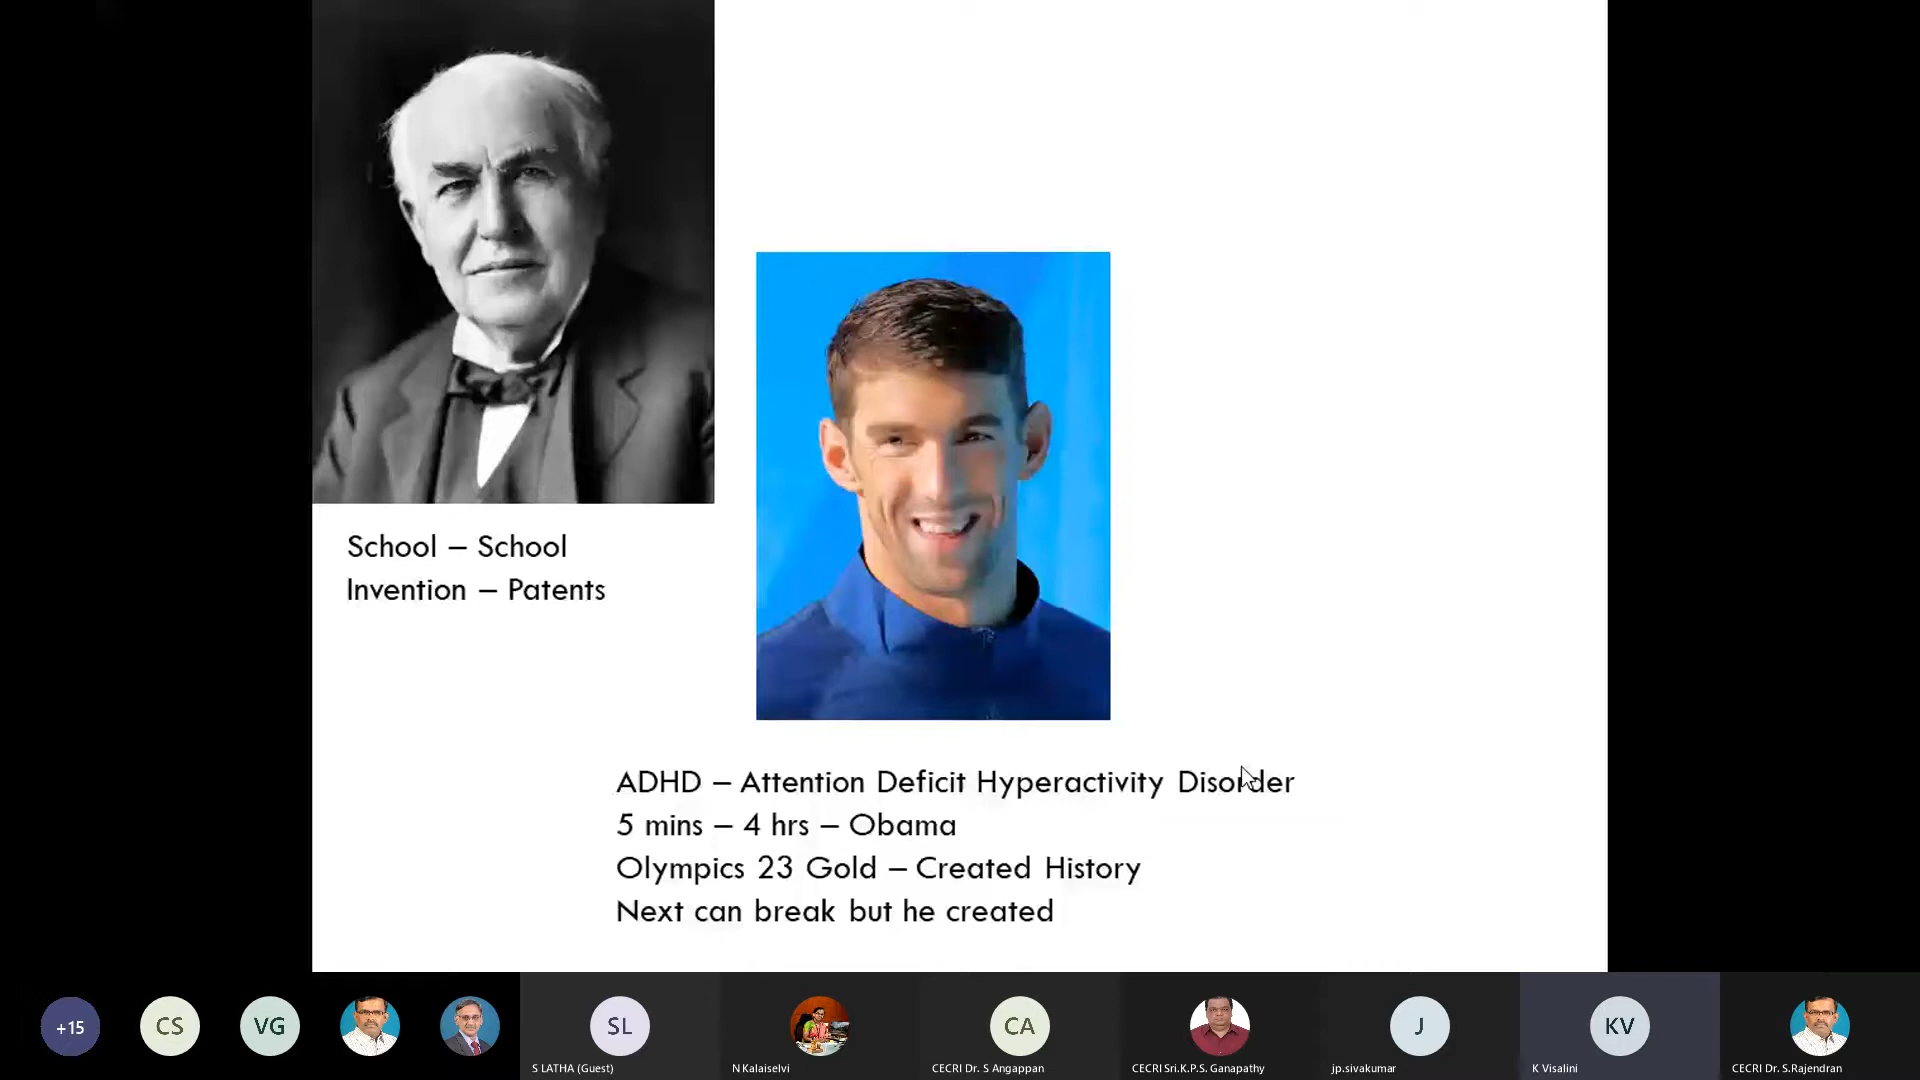 School – School
Invention – Patents
ADHD – Attention Deficit Hyperactivity Disorder
5 mins – 4 hrs – Obama
Olympics 23 Gold – Created History
Next can break but he created
+15
CS
VG
SL
CA
J
KV
S LATHA (Guest)
N Kalaiselvi
CECRI Dr. S Angappan
CECRI Sri.K.P.S. Ganapathy
jp.sivakumar
K Visalini
CECRI Dr. S.Rajendran